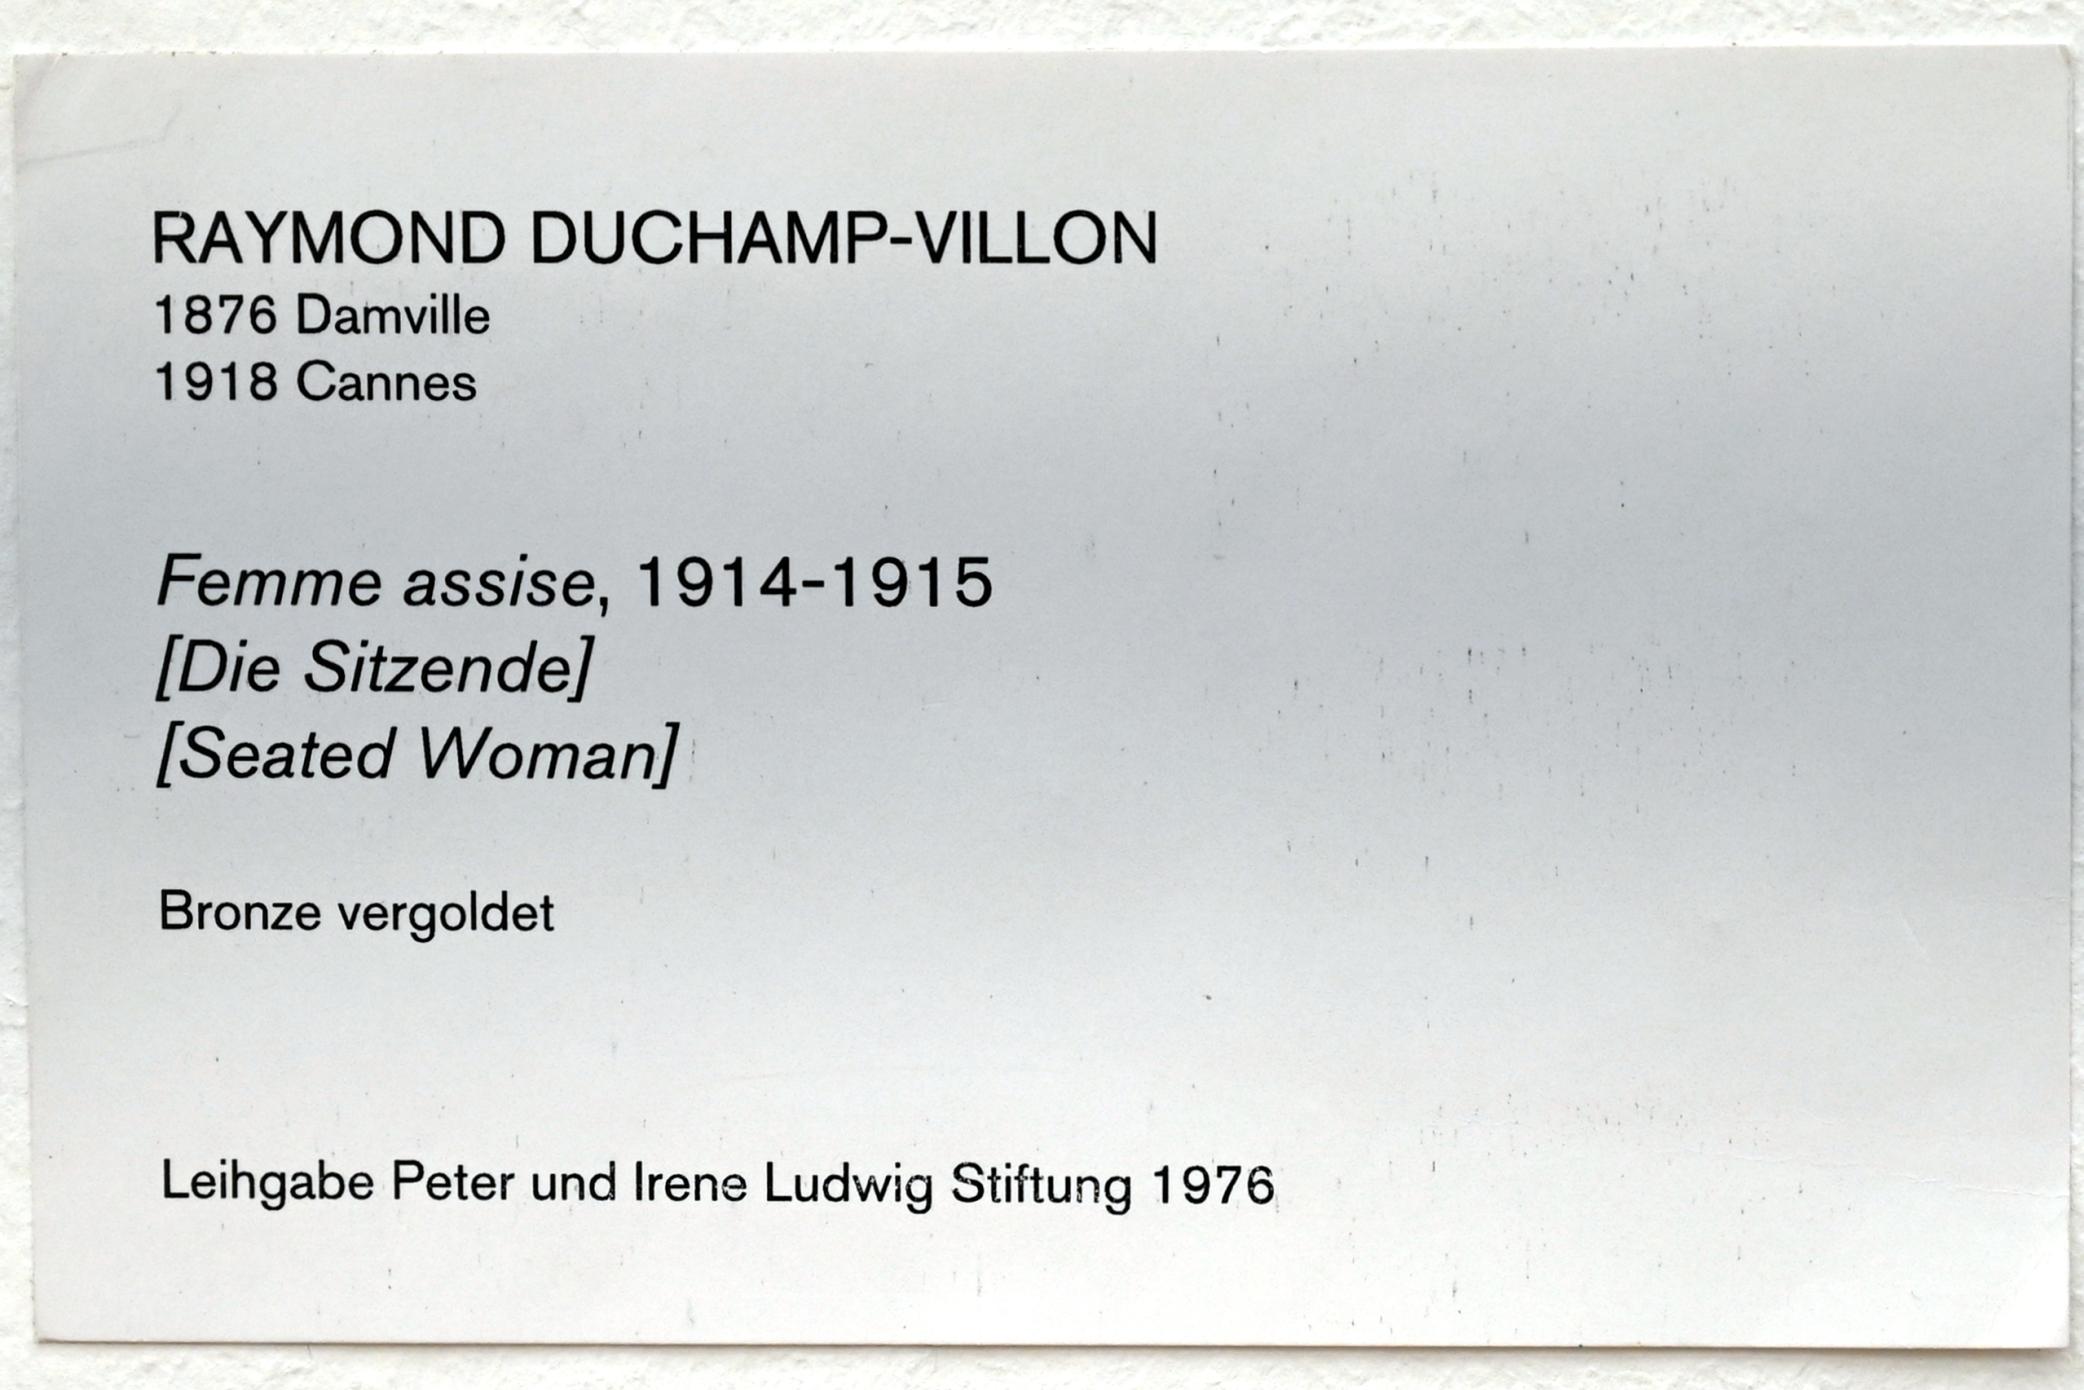 RAYMOND DUCHAMP-VILLON
1876 Damville
1918 Cannes
Femme assise, 1914-1915
[Die Sitzende]
[Seated Woman]
Bronze vergoldet
Leihgabe Peter und Irene Ludwig Stiftung 1976